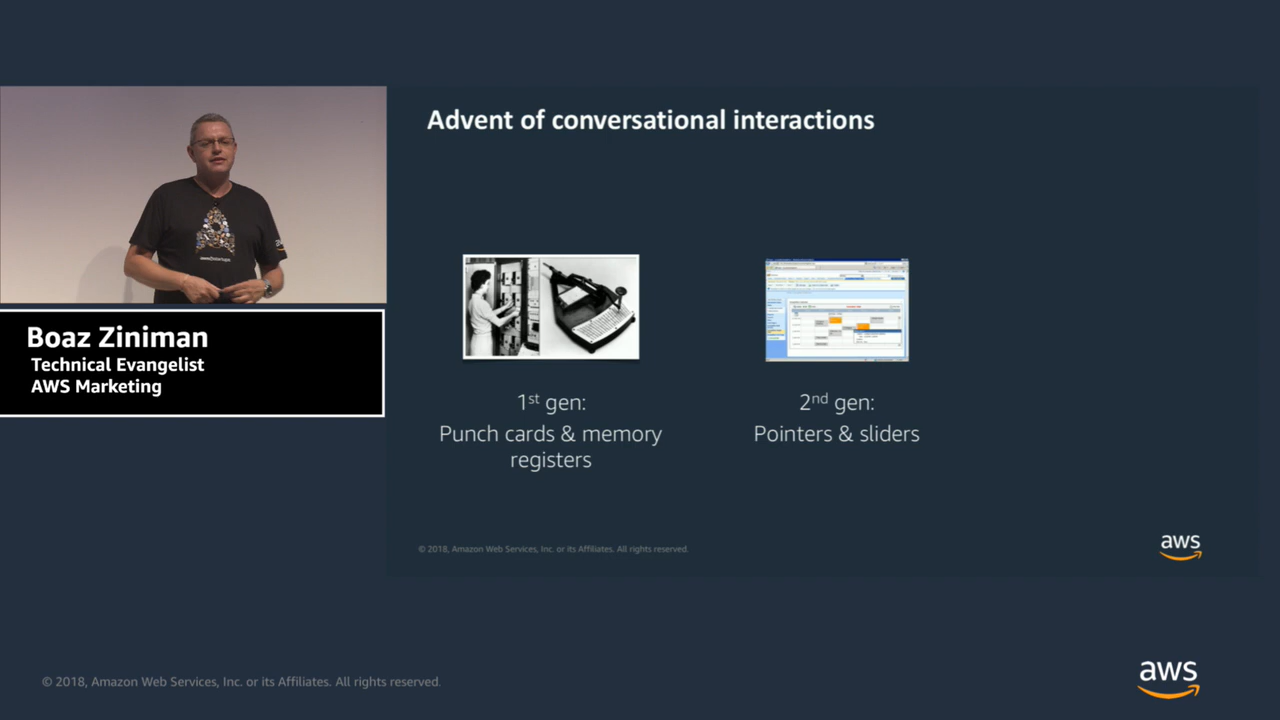 Advent of conversational interactions
Boaz Ziniman
Technical Evangelist
AWS Marketing
1st gen:
Punch cards & memory
registers
2nd gen:
Pointers & sliders
© 2018, Amazon Web Services, Inc. or its Affiliates. All rights reserved.
aws
© 2018, Amazon Web Services, Inc. or its Affiliates. All rights reserved.
aws